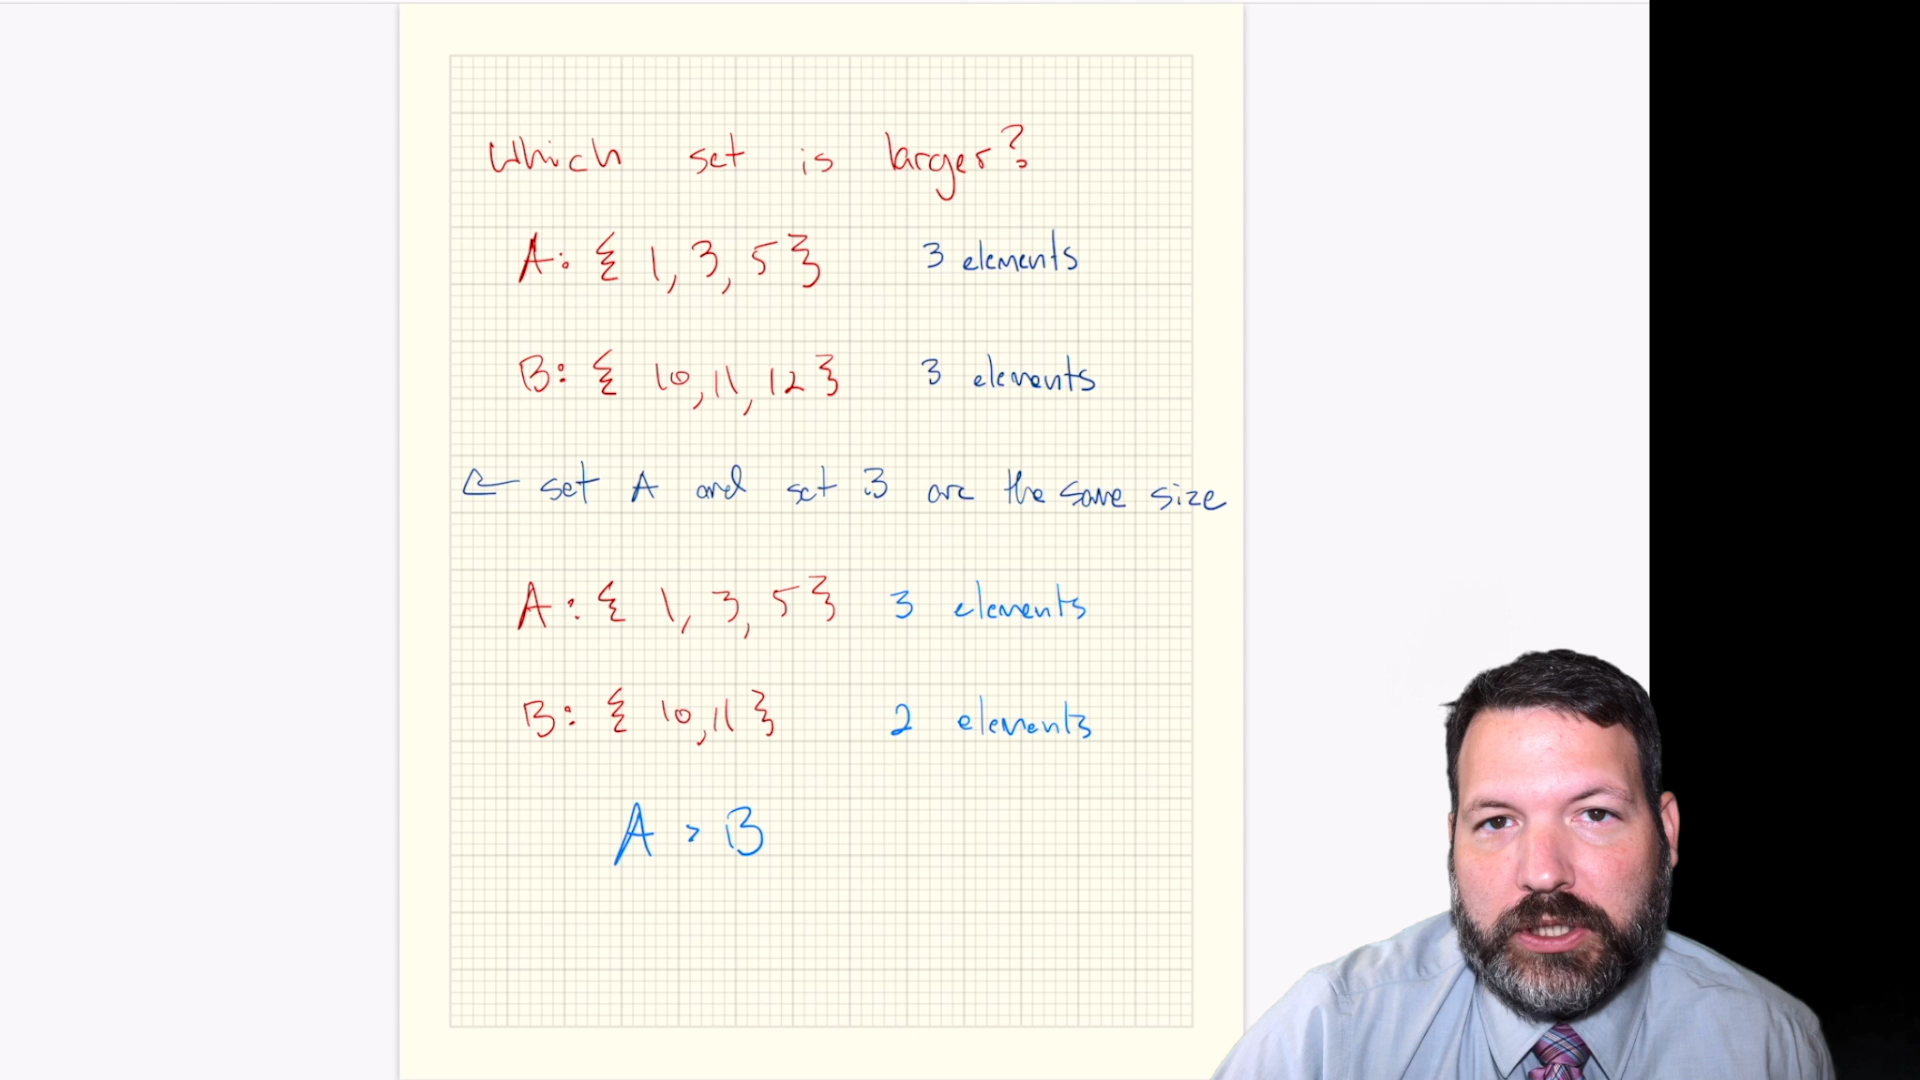 Which set is larger?
A: { 1, 3, 5 } 3 elements
B: { 10, 11, 12 } 3 elements
set A and set B are the same size
A: { 1, 3, 5 } 3 elements
B: { 10, 11 } 2 elements
A > B